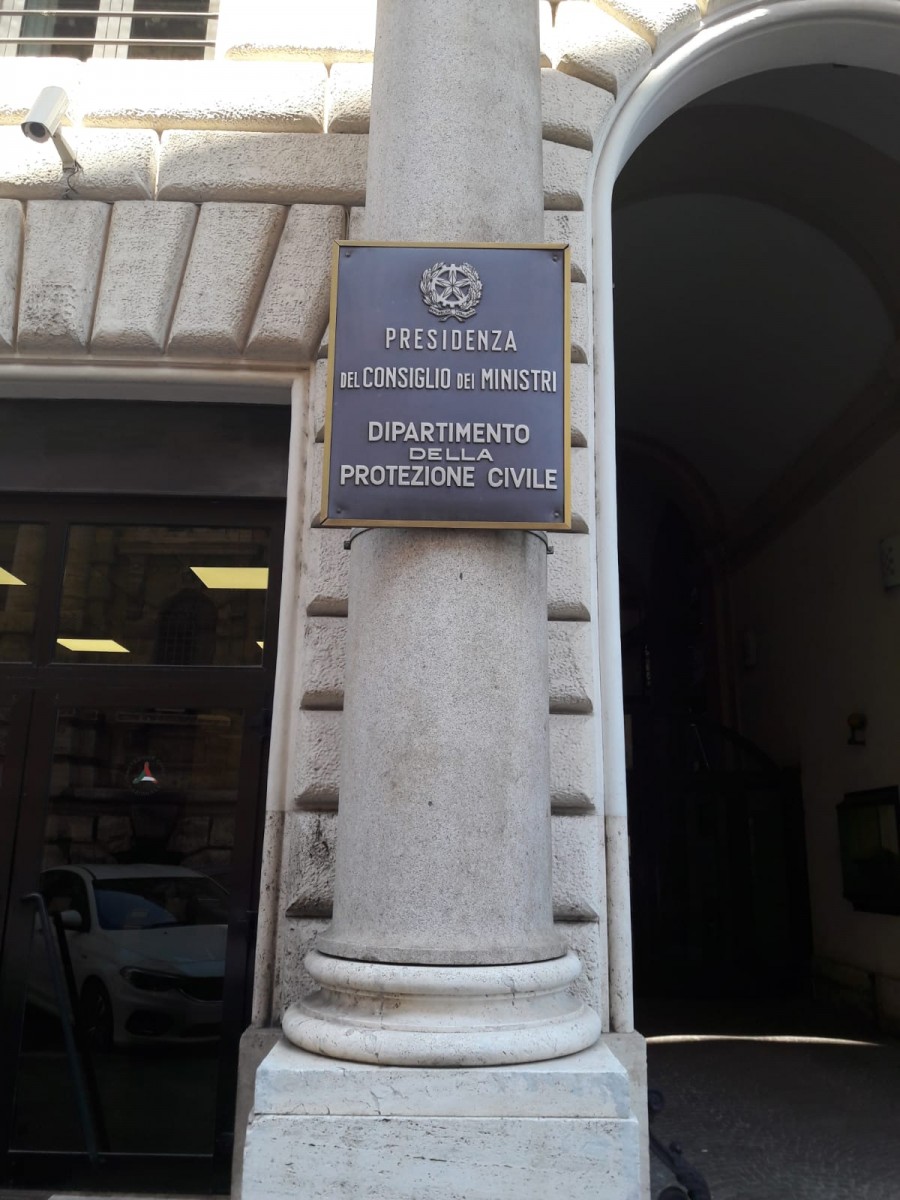 PRESIDENZA
DEL CONSIGLIO DEI MINISTRI
DIPARTIMENTO
DELLA
PROTEZIONE CIVILE